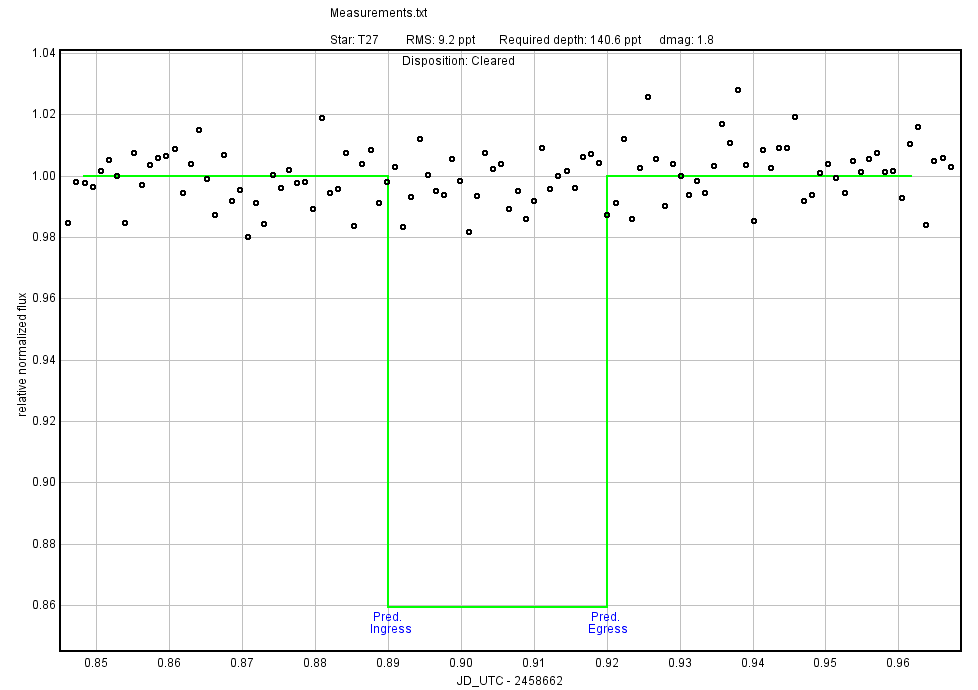 Measurements.txt
Star: T27 RMS: 9.2 ppt Required depth: 140.6 ppt dmag: 1.8
Disposition: Cleared
1.04
1.02
1.00
0.98
0.96
0.94
0.92
0.90
0.88
0.86
relative normalized flux
Pred.
Ingress
Pred.
Egress
0.85 0.86 0.87 0.88 0.89 0.90 0.91 0.92 0.93 0.94 0.95 0.96
JD_UTC - 2458662